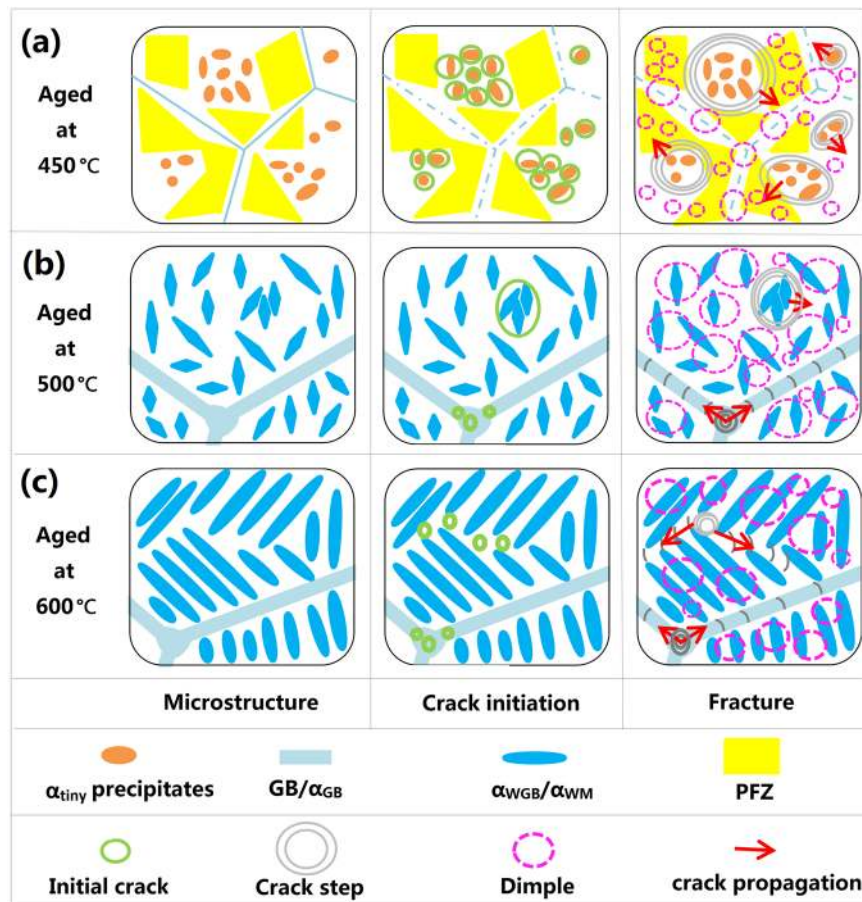 (a)
Aged
at
450℃
(b)
Aged
at
500℃
(c)
Aged
at
600℃
Microstructure
Crack initiation
Fracture
αtiny precipitates
GB/αGB
αWGB/αWM
PFZ
Initial crack
Crack step
Dimple
crack propagation